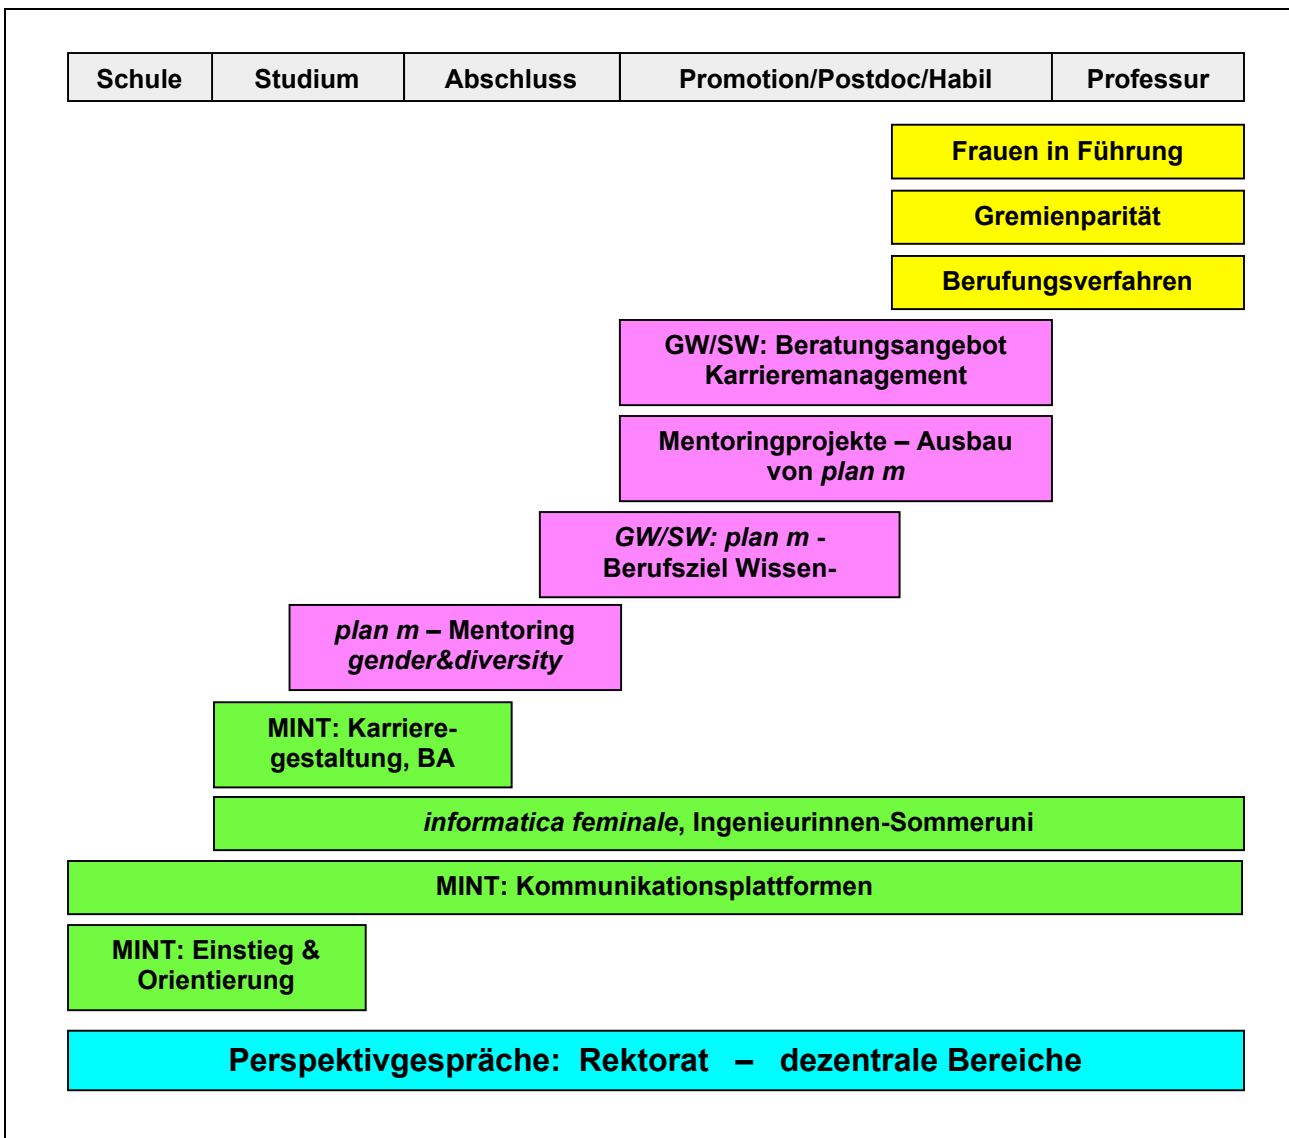 Schule Studium Abschluss Promotion/Postdoc/Habil Professur
Frauen in Führung
Gremienparität
Berufungsverfahren
GW/SW: Beratungsangebot
Karrieremanagement
Mentoringprojekte – Ausbau
von plan m
GW/SW: plan m -
Berufsziel Wissen-
plan m – Mentoring
gender&diversity
MINT: Karriere-
gestaltung, BA
informatica feminale, Ingenieurinnen-Sommeruni
MINT: Kommunikationsplattformen
MINT: Einstieg &
Orientierung
Perspektivgespräche: Rektorat – dezentrale Bereiche